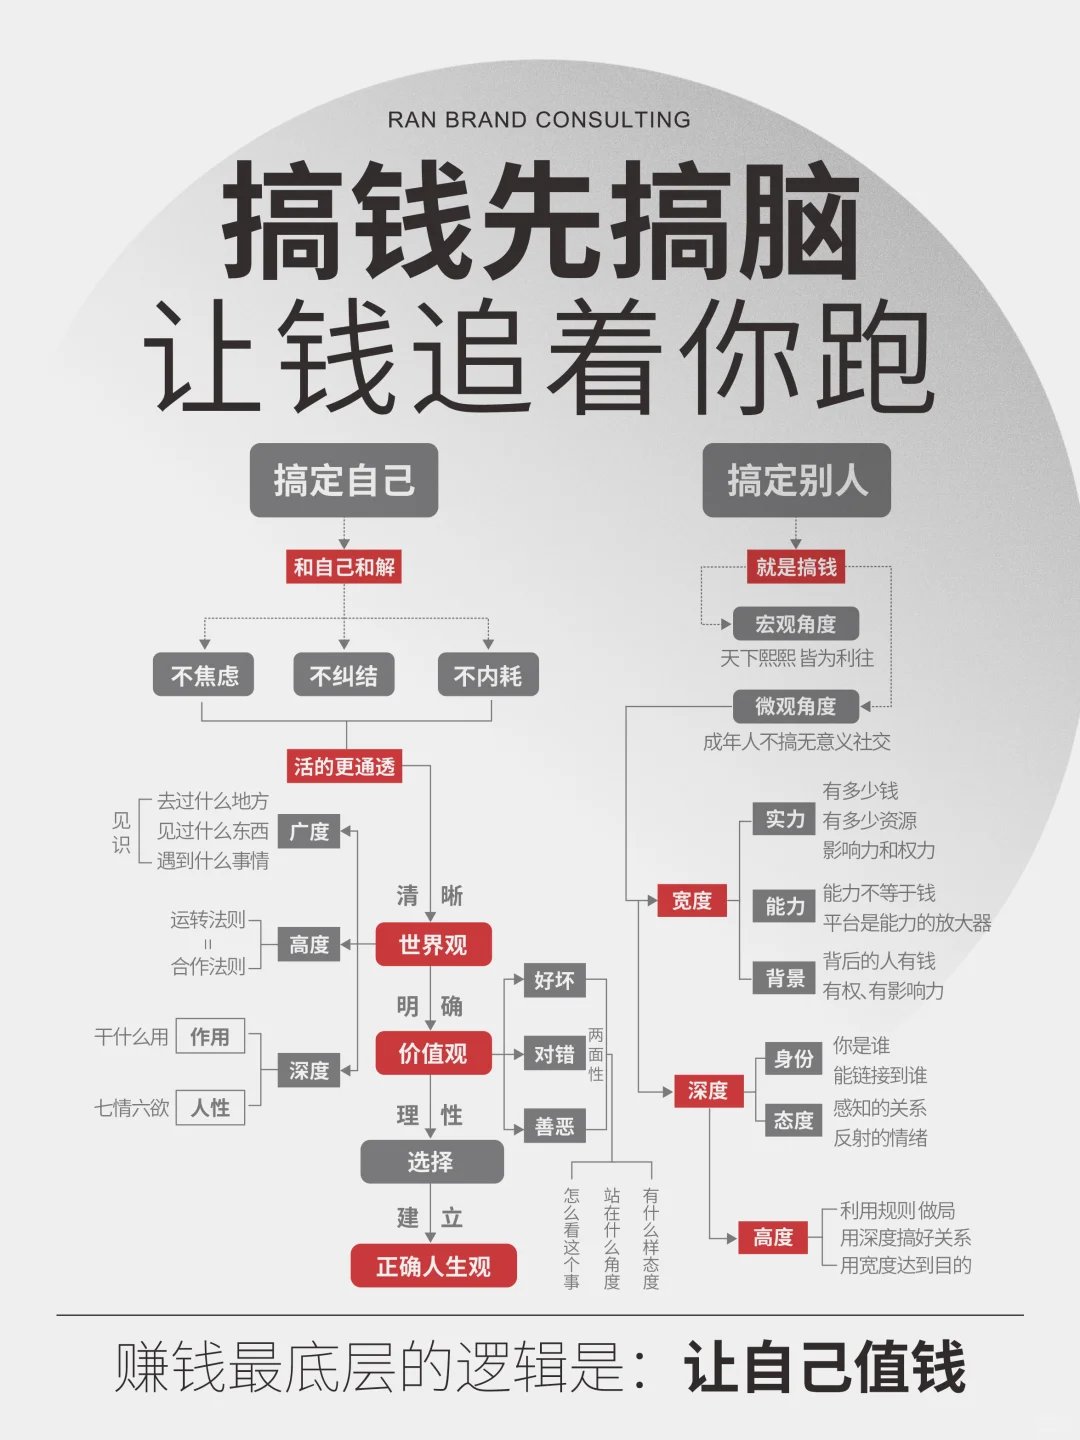 RAN BRAND CONSULTING
搞钱先搞脑
让钱追着你跑
搞定自己
和自己和解
不焦虑
不纠结
不内耗
活的更通透
见识
去过什么地方
见过什么东西
遇到什么事情
广度
清晰
运转法则
=
合作法则
高度
世界观
明确
干什么用
作用
七情六欲
人性
深度
价值观
好坏
对错
善恶
两面性
理性
选择
怎么看这个事
站在什么角度
有什么样态度
建立
正确人生观
搞定别人
就是搞钱
宏观角度
天下熙熙 皆为利往
微观角度
成年人不搞无意义社交
宽度
实力
有多少钱
有多少资源
影响力和权力
能力
能力不等于钱
平台是能力的放大器
背景
背后的人有钱
有权、有影响力
深度
身份
你是谁
能链接到谁
态度
感知的关系
反射的情绪
高度
利用规则 做局
用深度搞好关系
用宽度达到目的
赚钱最底层的逻辑是：让自己值钱